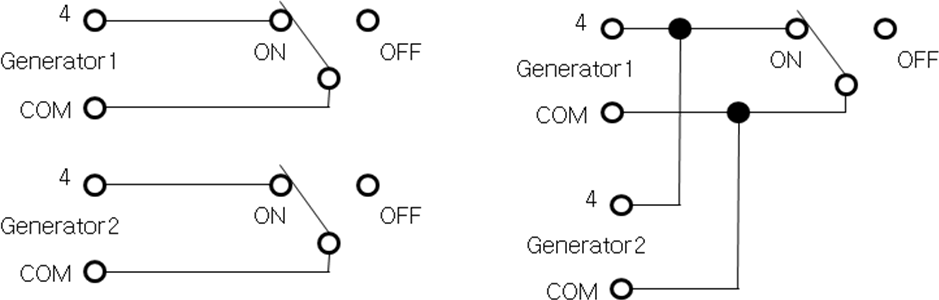 4
ON
OFF
Generator1
COM
4
ON
OFF
Generator2
COM
4
ON
OFF
Generator1
COM
4
Generator2
COM